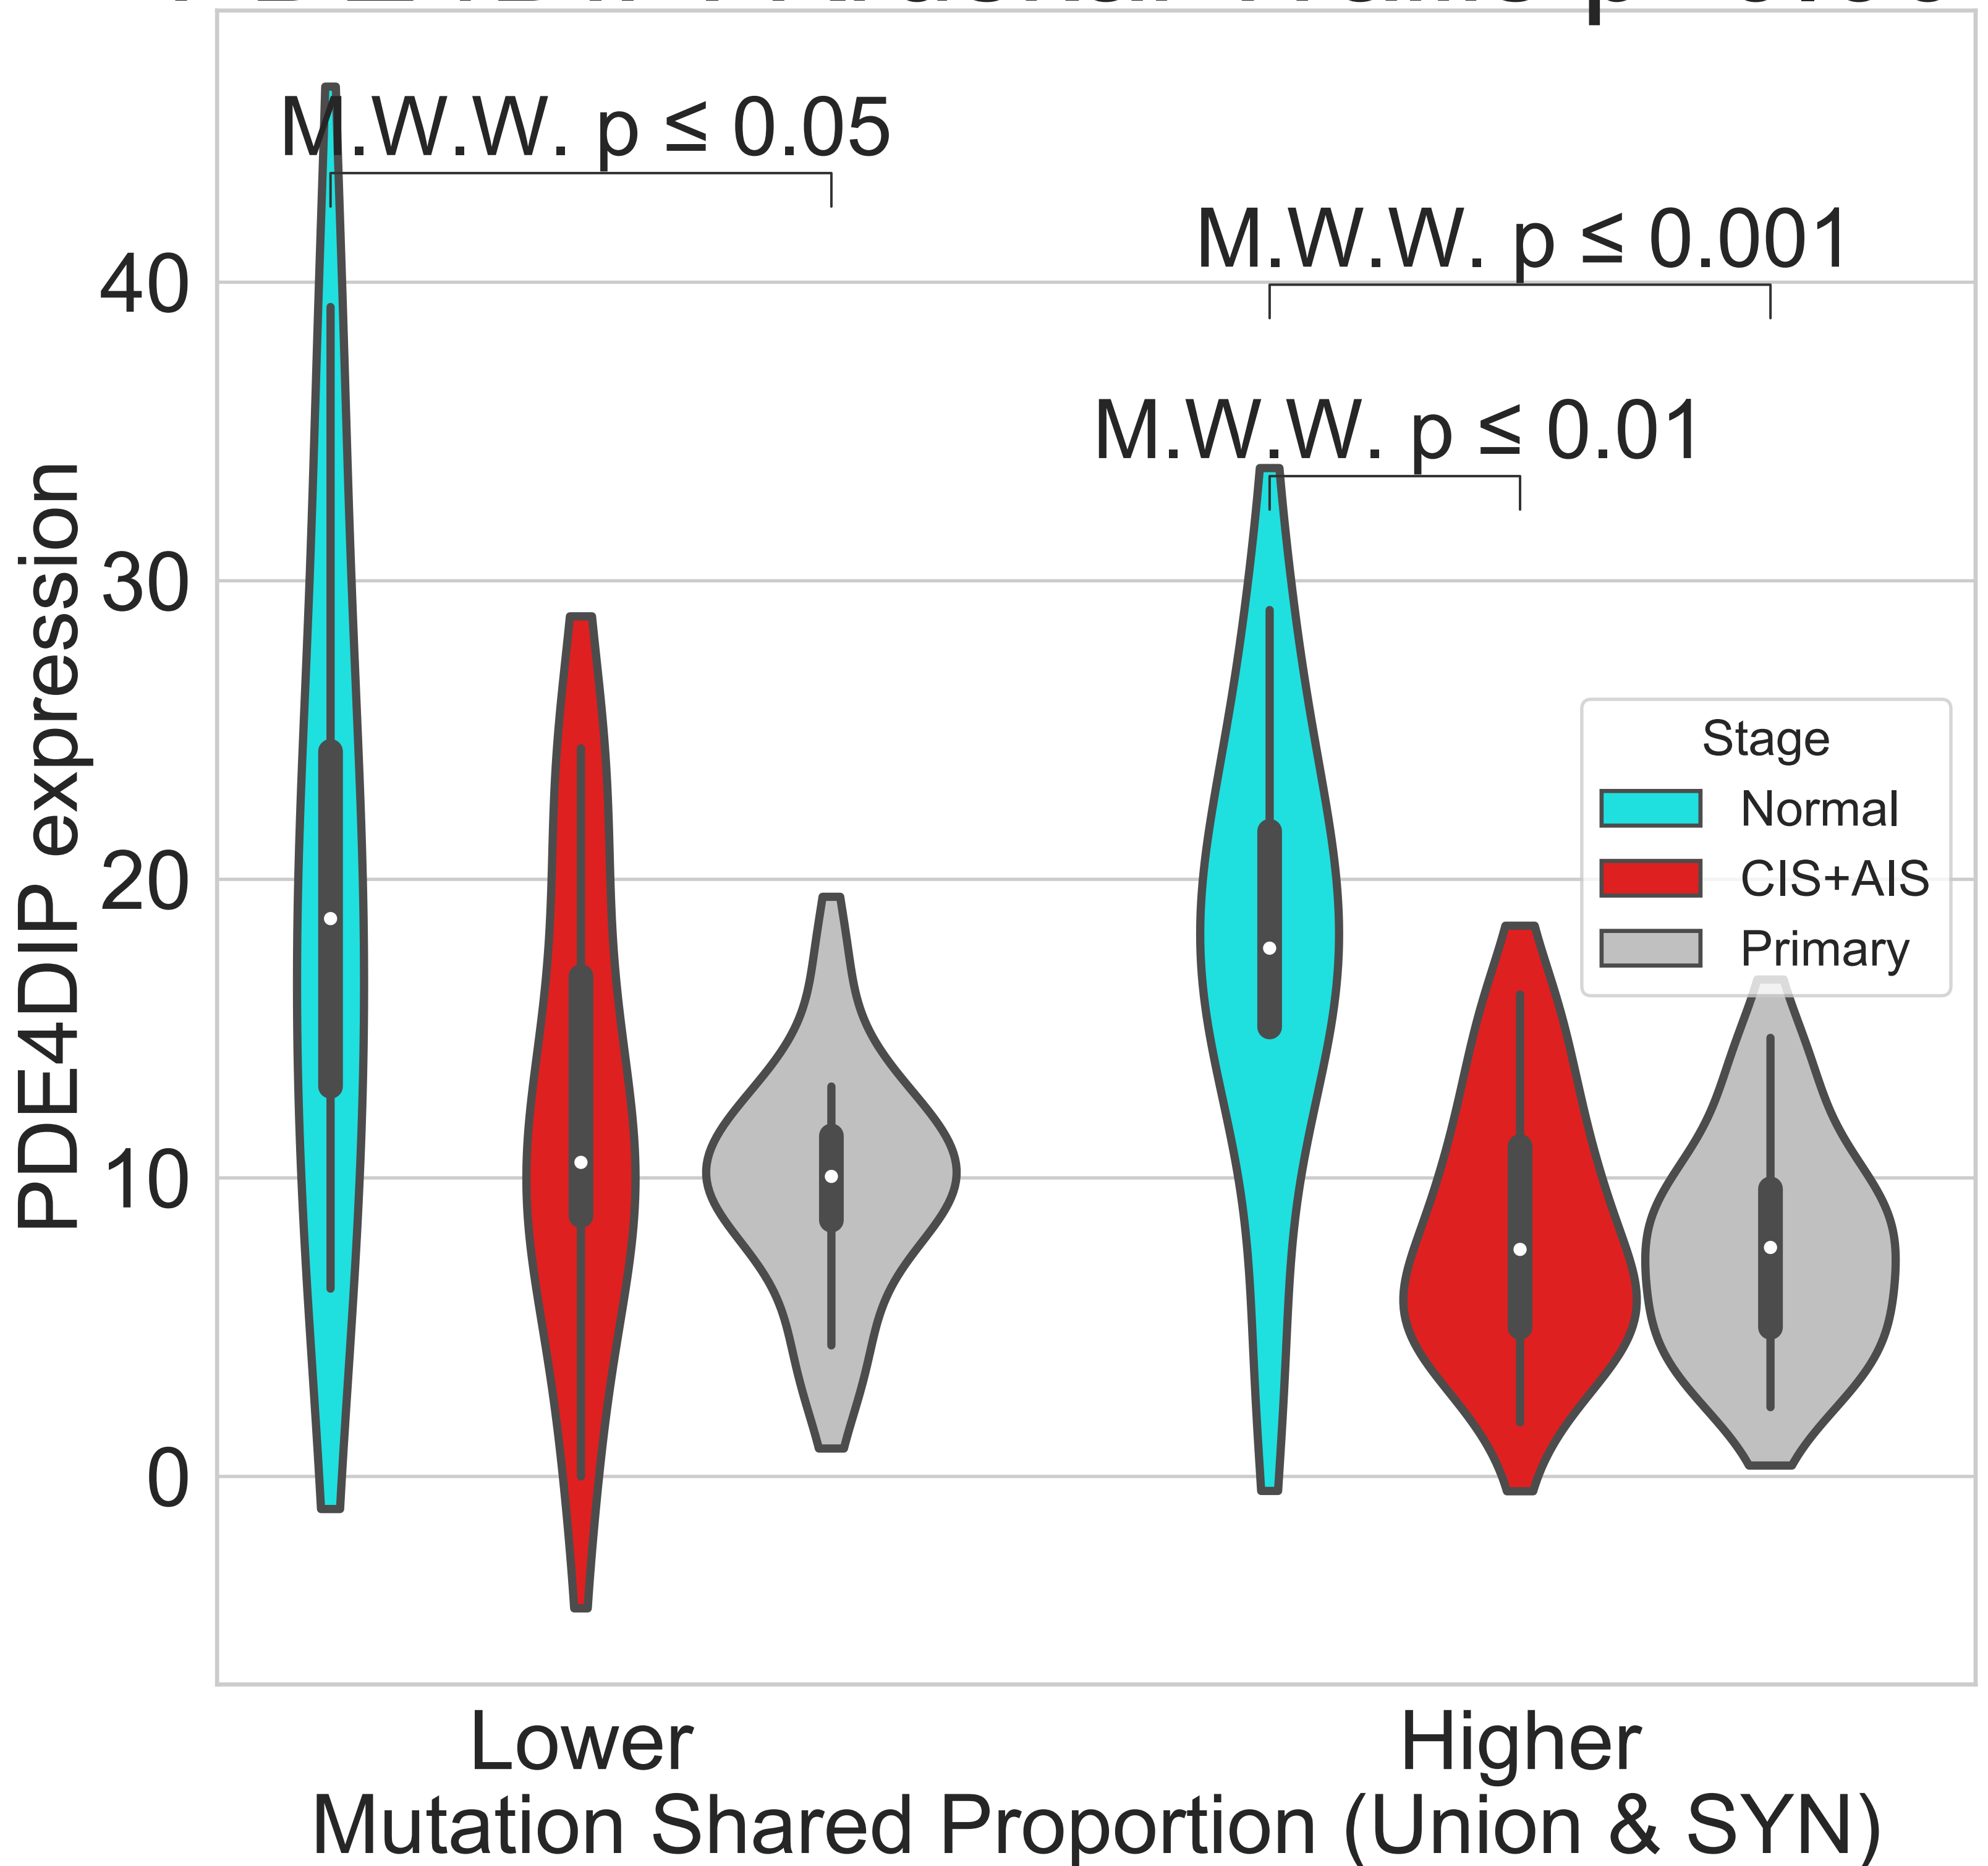 M.W.W. p ≤ 0.05
M.W.W. p ≤ 0.001
M.W.W. p ≤ 0.01
40
30
20
10
0
PDE4DIP expression
Stage
Normal
CIS+AIS
Primary
Lower
Higher
Mutation Shared Proportion (Union & SYN)